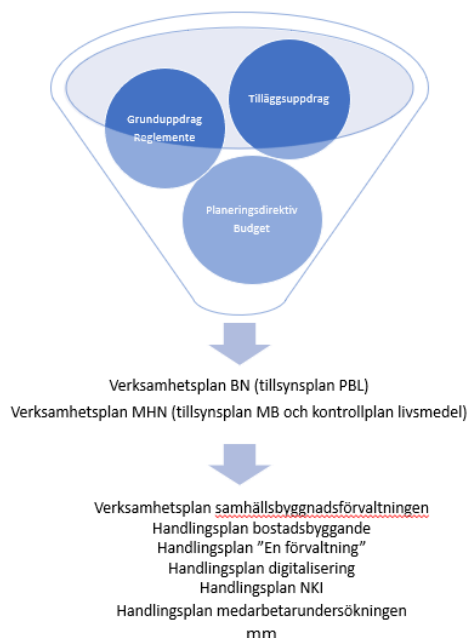 Tilläggsuppdrag
Grunduppdrag
Reglemente
Planeringsdirektiv
Budget
Verksamhetsplan BN (tillsynsplan PBL)
Verksamhetsplan MHN (tillsynsplan MB och kontrollplan livsmedel)
Verksamhetsplan samhällsbyggnadsförvaltningen
Handlingsplan bostadsbyggande
Handlingsplan ”En förvaltning”
Handlingsplan digitalisering
Handlingsplan NKI
Handlingsplan medarbetarundersökningen
mm